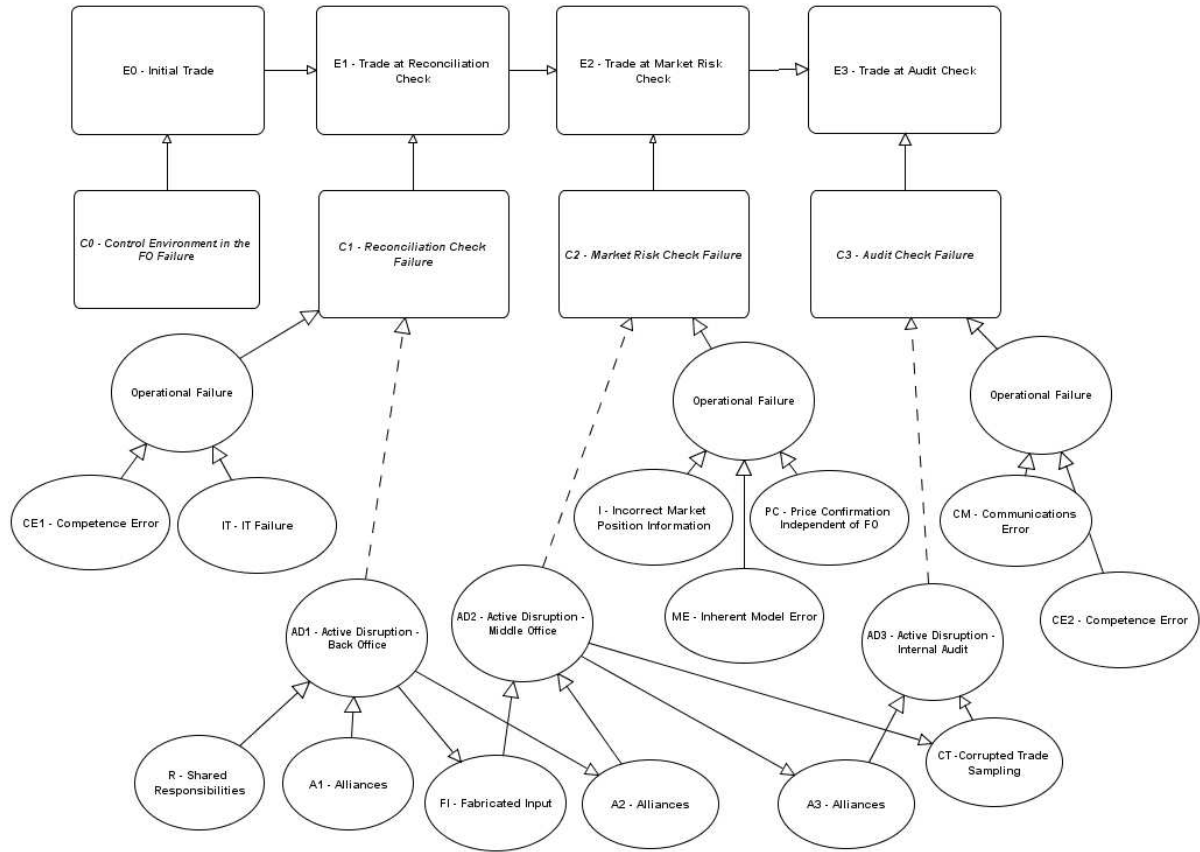 E0 - Initial Trade
E1 - Trade at Reconciliation
Check
E2 - Trade at Market Risk
Check
E3 - Trade at Audit Check
C0 - Control Environment in the
FO Failure
C1 - Reconciliation Check
Failure
C2 - Market Risk Check Failure
C3 - Audit Check Failure
Operational Failure
Operational Failure
Operational Failure
CE1 - Competence Error
IT - IT Failure
I - Incorrect Market
Position Information
PC - Price Confirmation
Independent of FO
CM - Communications
Error
ME - Inherent Model Error
CE2 - Competence Error
AD1 - Active Disruption -
Back Office
AD2 - Active Disruption -
Middle Office
AD3 - Active Disruption -
Internal Audit
R - Shared
Responsibilities
A1 - Alliances
FI - Fabricated Input
A2 - Alliances
A3 - Alliances
CT -Corrupted Trade
Sampling